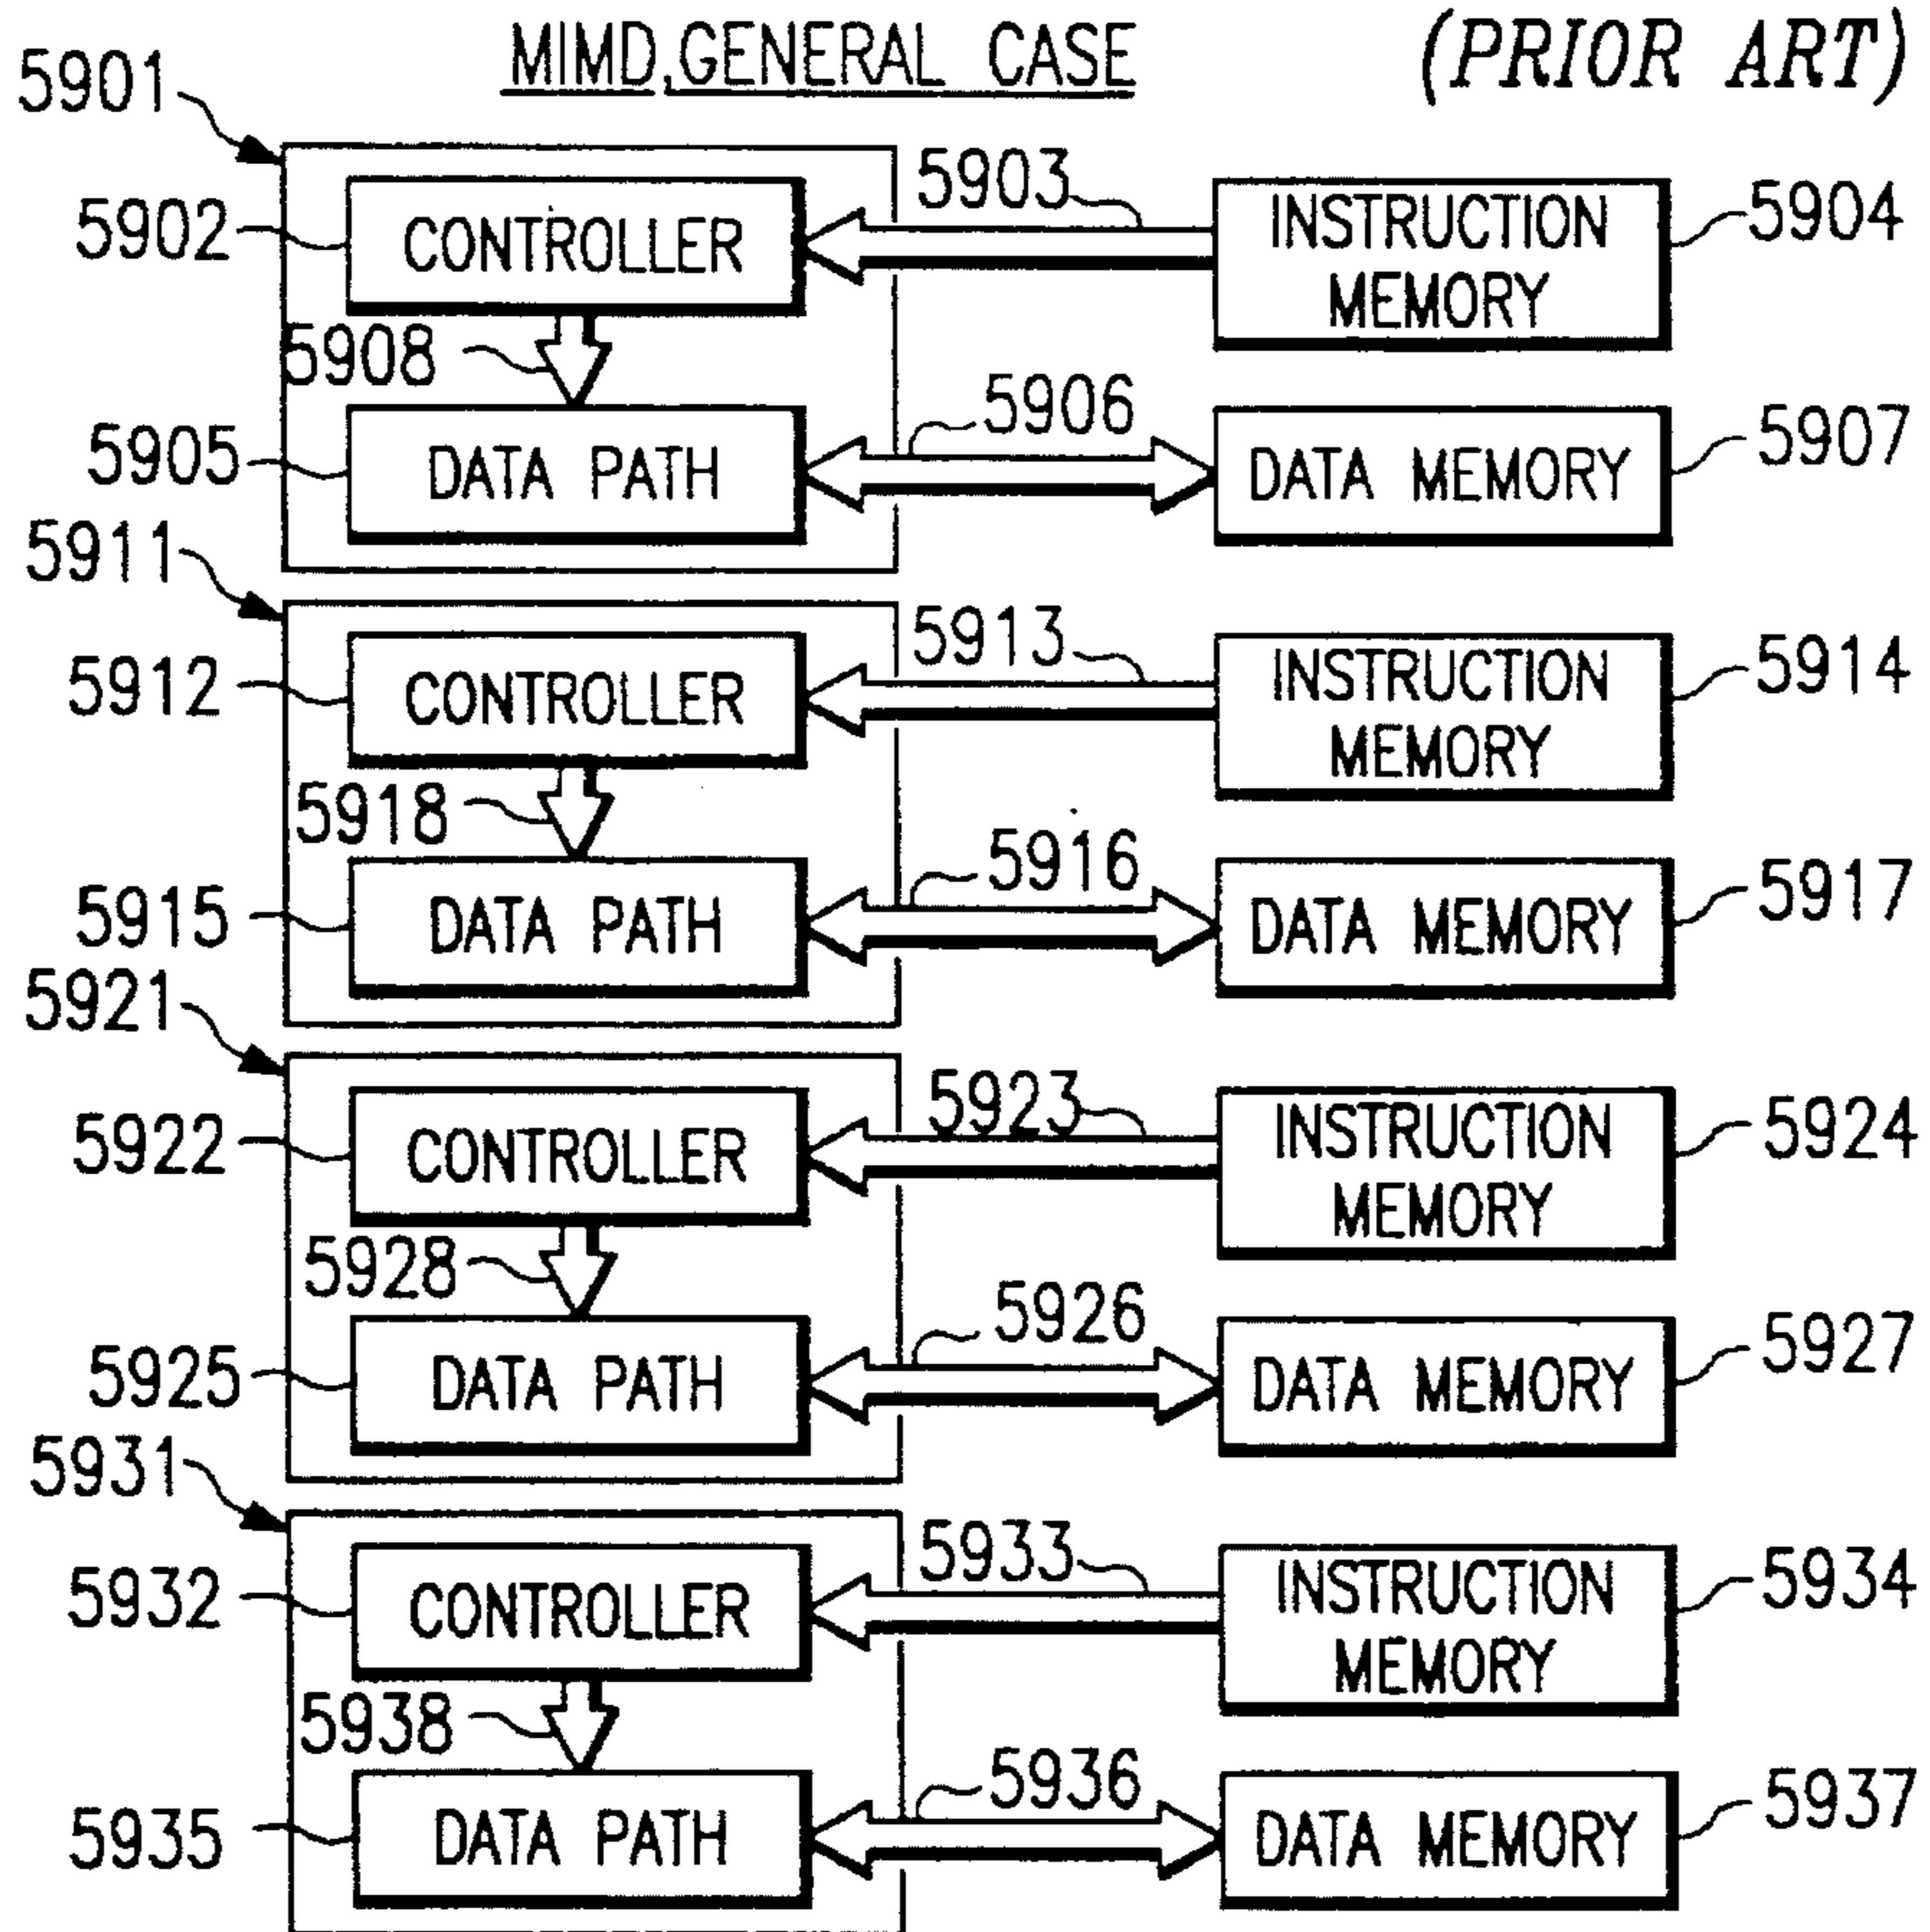 MIMD,GENERAL CASE (PRIOR ART)
5901
5902 CONTROLLER 5903 INSTRUCTION MEMORY 5904
5908
5905 DATA PATH 5906 DATA MEMORY 5907
5911
5912 CONTROLLER 5913 INSTRUCTION MEMORY 5914
5918
5915 DATA PATH 5916 DATA MEMORY 5917
5921
5922 CONTROLLER 5923 INSTRUCTION MEMORY 5924
5928
5925 DATA PATH 5926 DATA MEMORY 5927
5931
5932 CONTROLLER 5933 INSTRUCTION MEMORY 5934
5938
5935 DATA PATH 5936 DATA MEMORY 5937